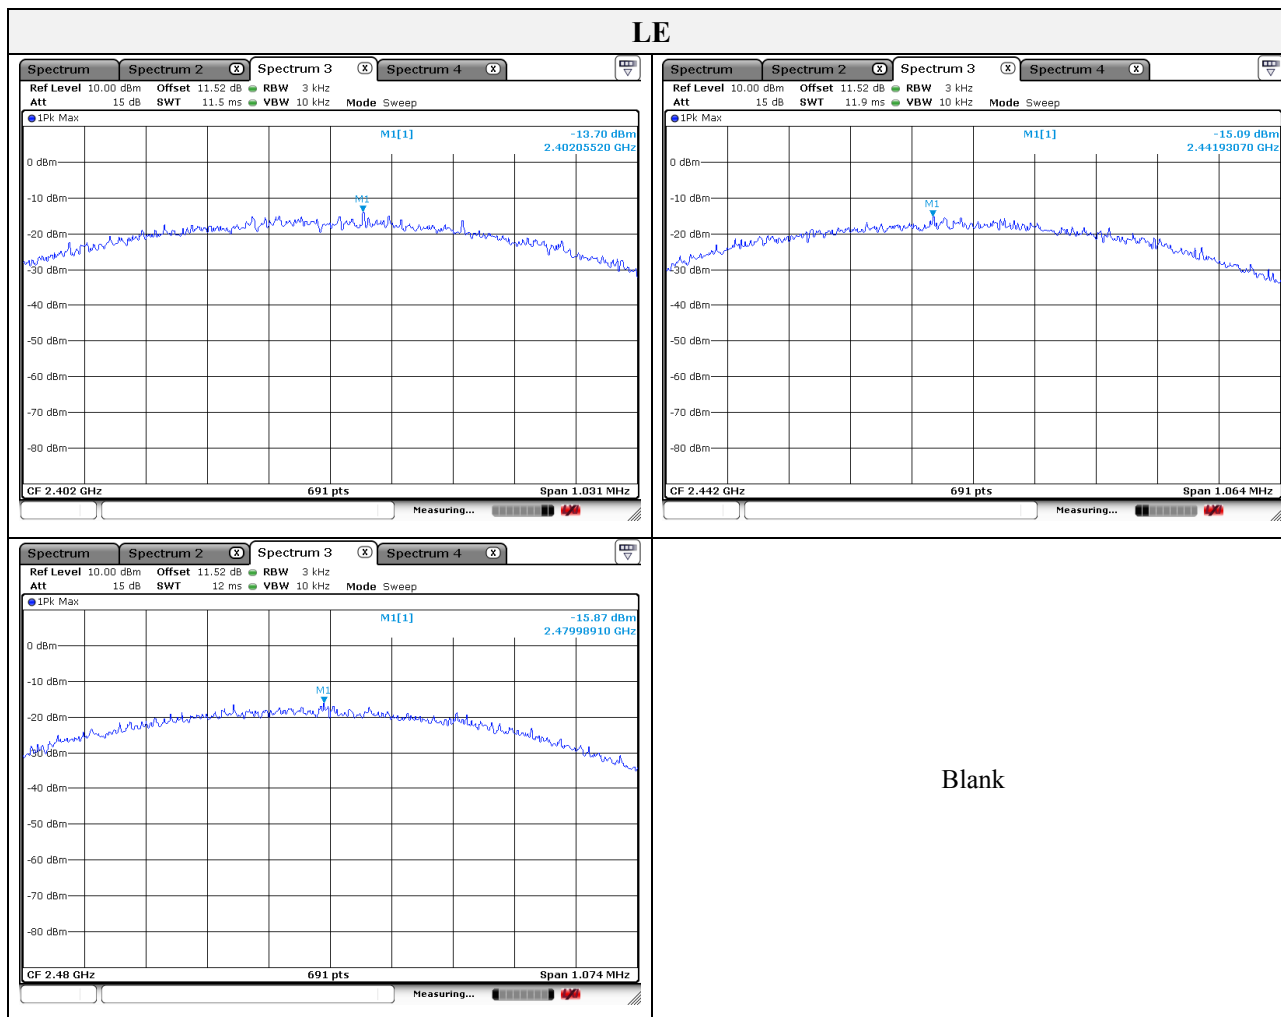 LE
Spectrum Spectrum 2 X Spectrum 3 X Spectrum 4 X
Ref Level 10.00 dBm Offset 11.52 dB RBW 3 kHz
Att 15 dB SWT 11.5 ms VBW 10 kHz Mode Sweep
1Pk Max
M1[1] -13.70 dBm
2.40205520 GHz
0 dBm
-10 dBm
M1
-20 dBm
-30 dBm
-40 dBm
-50 dBm
-60 dBm
-70 dBm
-80 dBm
CF 2.402 GHz 691 pts Span 1.031 MHz
Measuring...
Spectrum Spectrum 2 X Spectrum 3 X Spectrum 4 X
Ref Level 10.00 dBm Offset 11.52 dB RBW 3 kHz
Att 15 dB SWT 11.9 ms VBW 10 kHz Mode Sweep
1Pk Max
M1[1] -15.09 dBm
2.44193070 GHz
0 dBm
-10 dBm
M1
-20 dBm
-30 dBm
-40 dBm
-50 dBm
-60 dBm
-70 dBm
-80 dBm
CF 2.442 GHz 691 pts Span 1.064 MHz
Measuring...
Spectrum Spectrum 2 X Spectrum 3 X Spectrum 4 X
Ref Level 10.00 dBm Offset 11.52 dB RBW 3 kHz
Att 15 dB SWT 12 ms VBW 10 kHz Mode Sweep
1Pk Max
M1[1] -15.87 dBm
2.47998910 GHz
0 dBm
-10 dBm
M1
-20 dBm
-30 dBm
-40 dBm
-50 dBm
-60 dBm
-70 dBm
-80 dBm
CF 2.48 GHz 691 pts Span 1.074 MHz
Measuring...
Blank